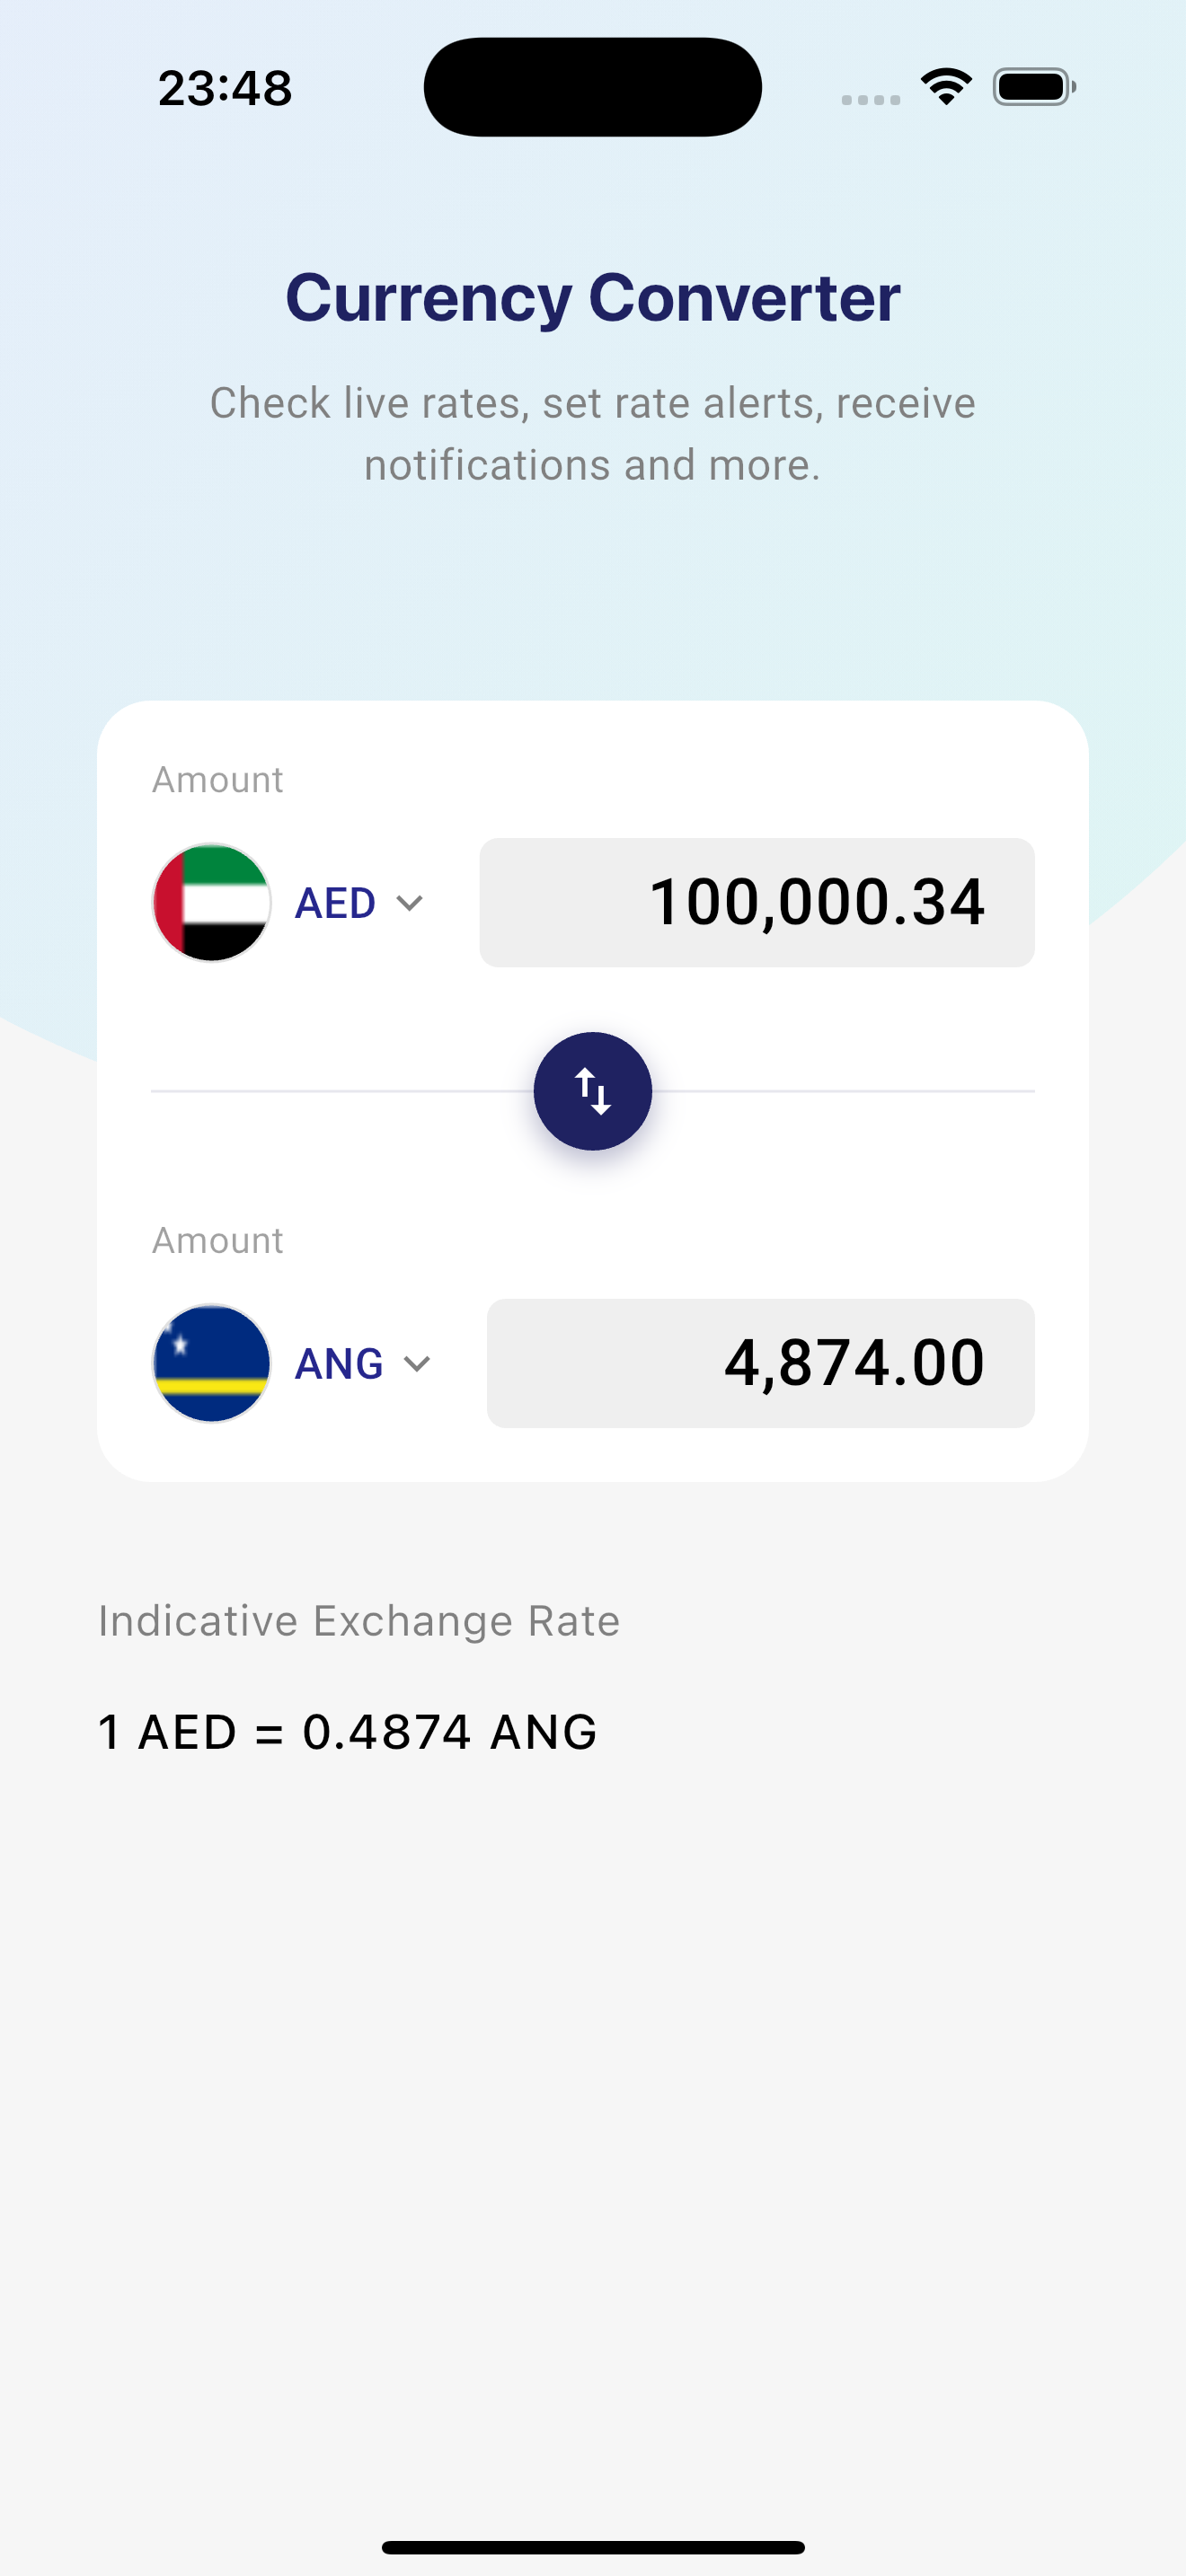 23:48
Currency Converter
Check live rates, set rate alerts, receive
notifications and more.
Amount
AED
100,000.34
Amount
ANG
4,874.00
Indicative Exchange Rate
1 AED = 0.4874 ANG